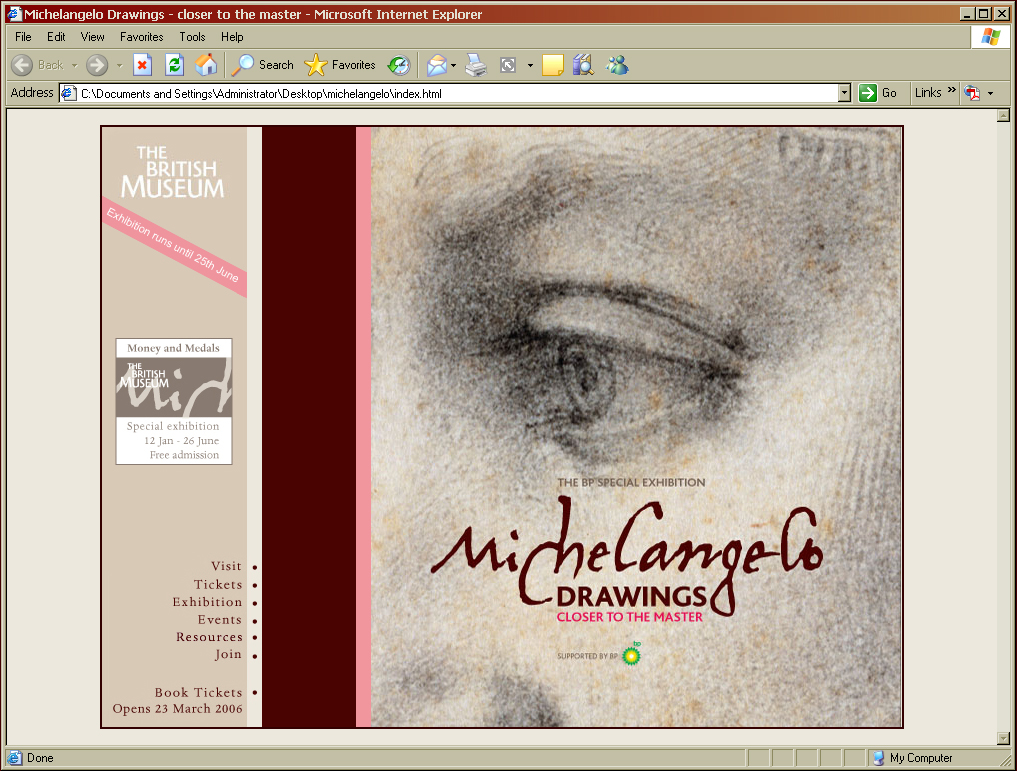 Michelangelo Drawings - closer to the master - Microsoft Internet Explorer
File Edit View Favorites Tools Help
Back Search Favorites
Address C:\Documents and Settings\Administrator\Desktop\michelangelo\index.html Go Links »
THE
BRITISH
MUSEUM
Exhibition runs until 25th June
Money and Medals
THE
BRITISH
MUSEUM
Mich
Special exhibition
12 Jan - 26 June
Free admission
Visit •
Tickets •
Exhibition •
Events •
Resources •
Join •
Book Tickets •
Opens 23 March 2006
THE BP SPECIAL EXHIBITION
Michelangelo
DRAWINGS
CLOSER TO THE MASTER
bp
SUPPORTED BY BP
Done My Computer